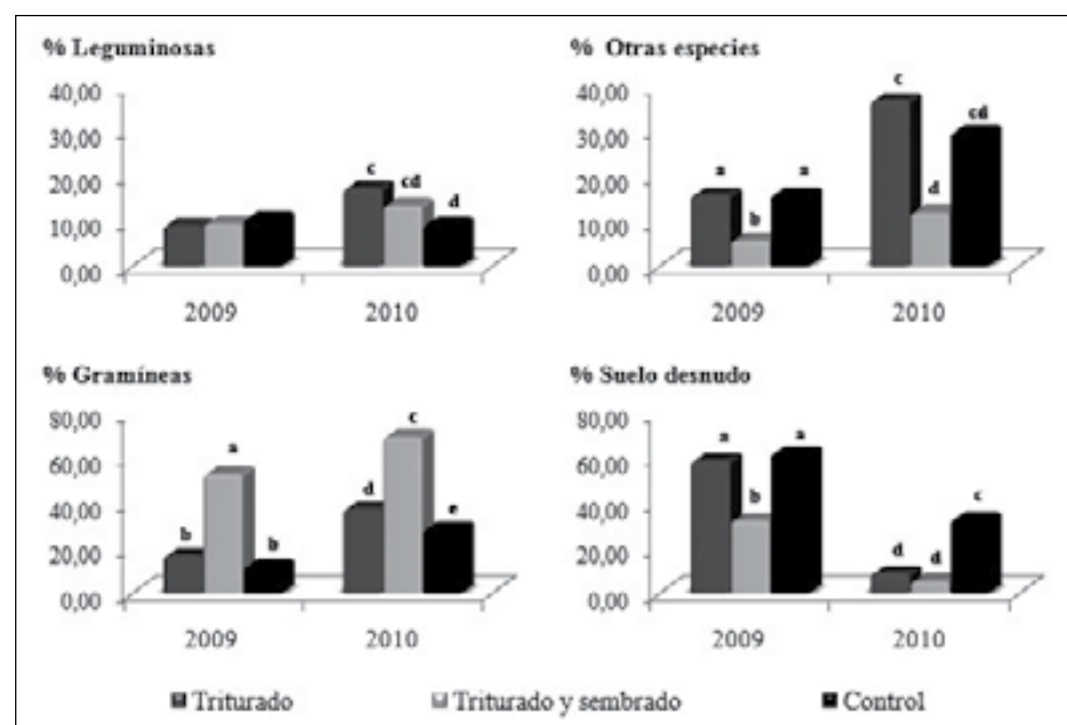 % Leguminosas
40,00
30,00
20,00
10,00
0,00
c
cd
d
2009
2010
% Otras especies
40,00
30,00
20,00
10,00
0,00
a
b
a
c
d
cd
2009
2010
% Gramíneas
80,00
60,00
40,00
20,00
0,00
b
a
b
d
c
e
2009
2010
% Suelo desnudo
80,00
60,00
40,00
20,00
0,00
a
b
a
d
d
c
2009
2010
Triturado
Triturado y sembrado
Control